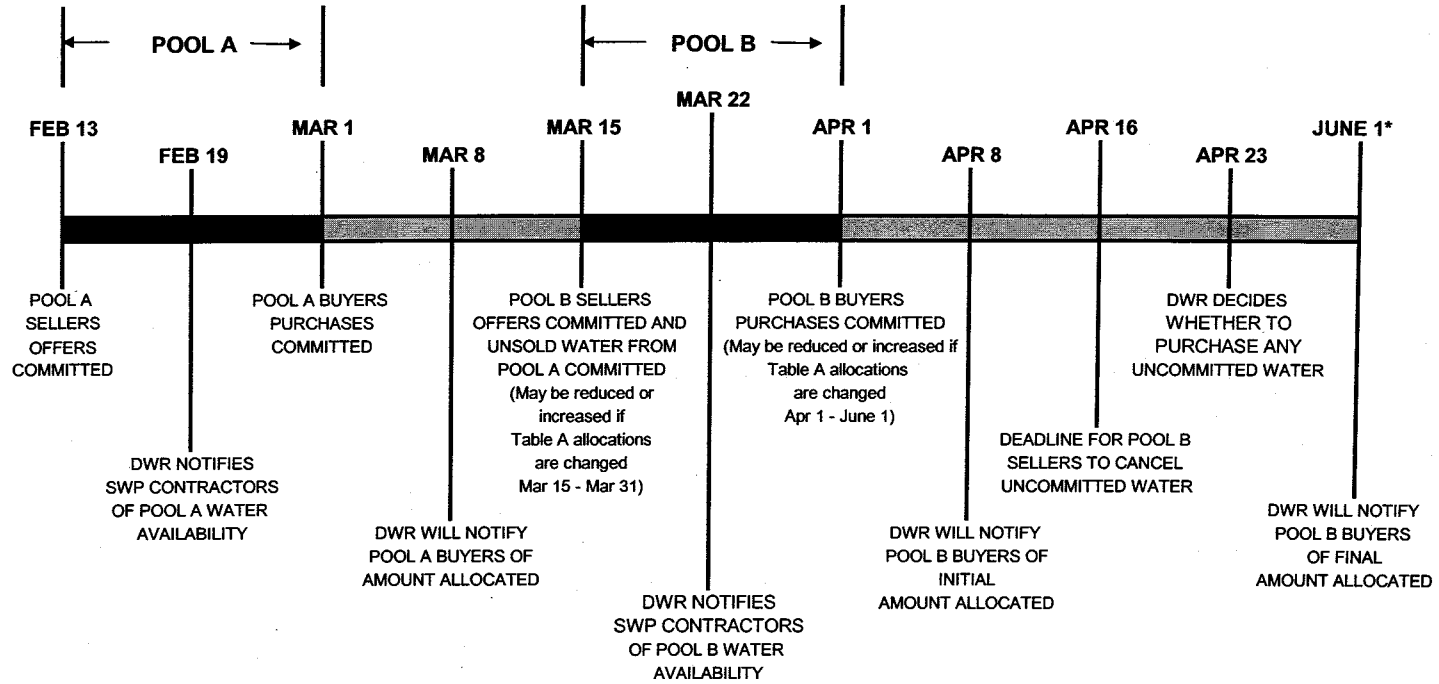 POOL A
POOL B
FEB 13
FEB 19
MAR 1
MAR 8
MAR 15
MAR 22
APR 1
APR 8
APR 16
APR 23
JUNE 1*
POOL A
SELLERS
OFFERS
COMMITTED
DWR NOTIFIES
SWP CONTRACTORS
OF POOL A WATER
AVAILABILITY
POOL A BUYERS
PURCHASES
COMMITTED
DWR WILL NOTIFY
POOL A BUYERS OF
AMOUNT ALLOCATED
POOL B SELLERS
OFFERS COMMITTED AND
UNSOLD WATER FROM
POOL A COMMITTED
(May be reduced or
increased if
Table A allocations
are changed
Mar 15 - Mar 31)
DWR NOTIFIES
SWP CONTRACTORS
OF POOL B WATER
AVAILABILITY
POOL B BUYERS
PURCHASES COMMITTED
(May be reduced or increased if
Table A allocations
are changed
Apr 1 - June 1)
DWR WILL NOTIFY
POOL B BUYERS OF
INITIAL
AMOUNT ALLOCATED
DEADLINE FOR POOL B
SELLERS TO CANCEL
UNCOMMITTED WATER
DWR DECIDES
WHETHER TO
PURCHASE ANY
UNCOMMITTED WATER
DWR WILL NOTIFY
POOL B BUYERS
OF FINAL
AMOUNT ALLOCATED